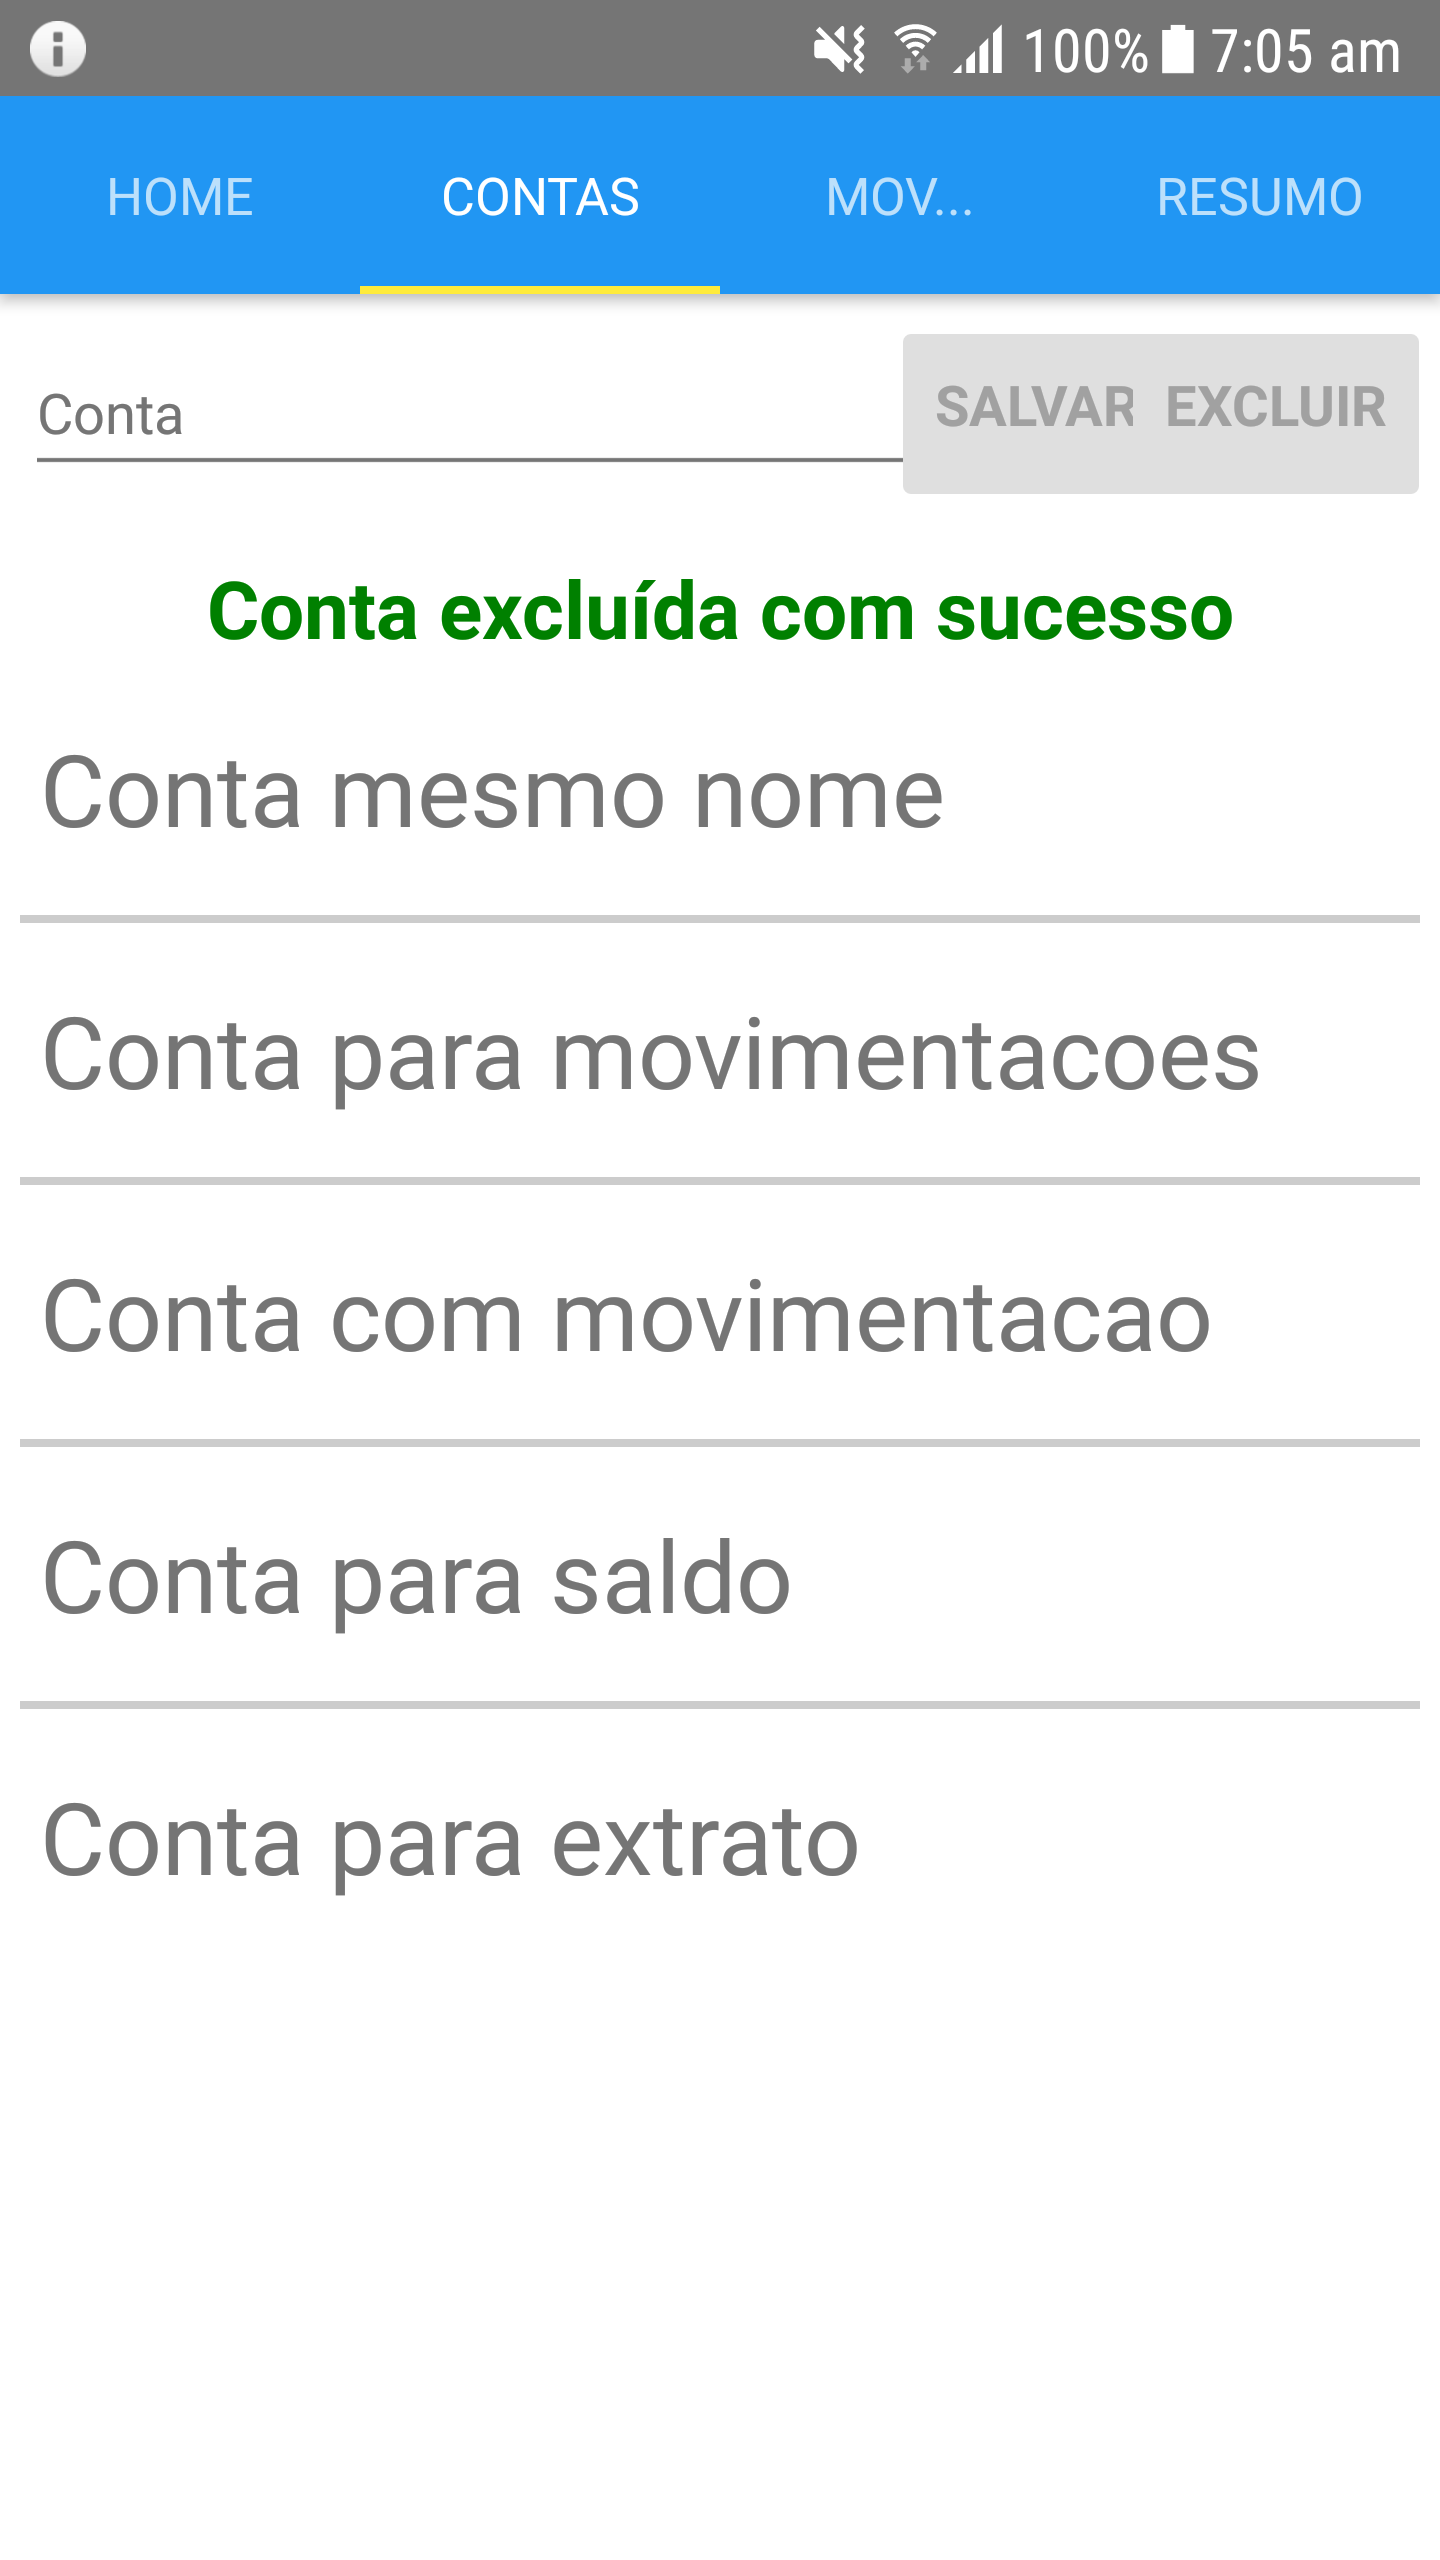 100% 7:05 am
HOME CONTAS MOV... RESUMO
Conta SALVAR EXCLUIR
Conta excluída com sucesso
Conta mesmo nome
Conta para movimentacoes
Conta com movimentacao
Conta para saldo
Conta para extrato